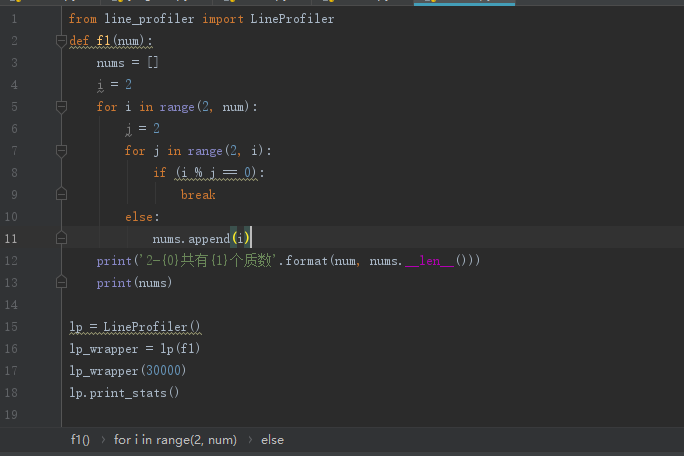 1 from line_profiler import LineProfiler
2 def f1(num):
3     nums = []
4     i = 2
5     for i in range(2, num):
6         j = 2
7         for j in range(2, i):
8             if (i % j == 0):
9                 break
10         else:
11             nums.append(i)
12     print('2-{0}共有{1}个质数'.format(num, nums.__len__()))
13     print(nums)
14
15 lp = LineProfiler()
16 lp_wrapper = lp(f1)
17 lp_wrapper(30000)
18 lp.print_stats()
19
f1() › for i in range(2, num) › else